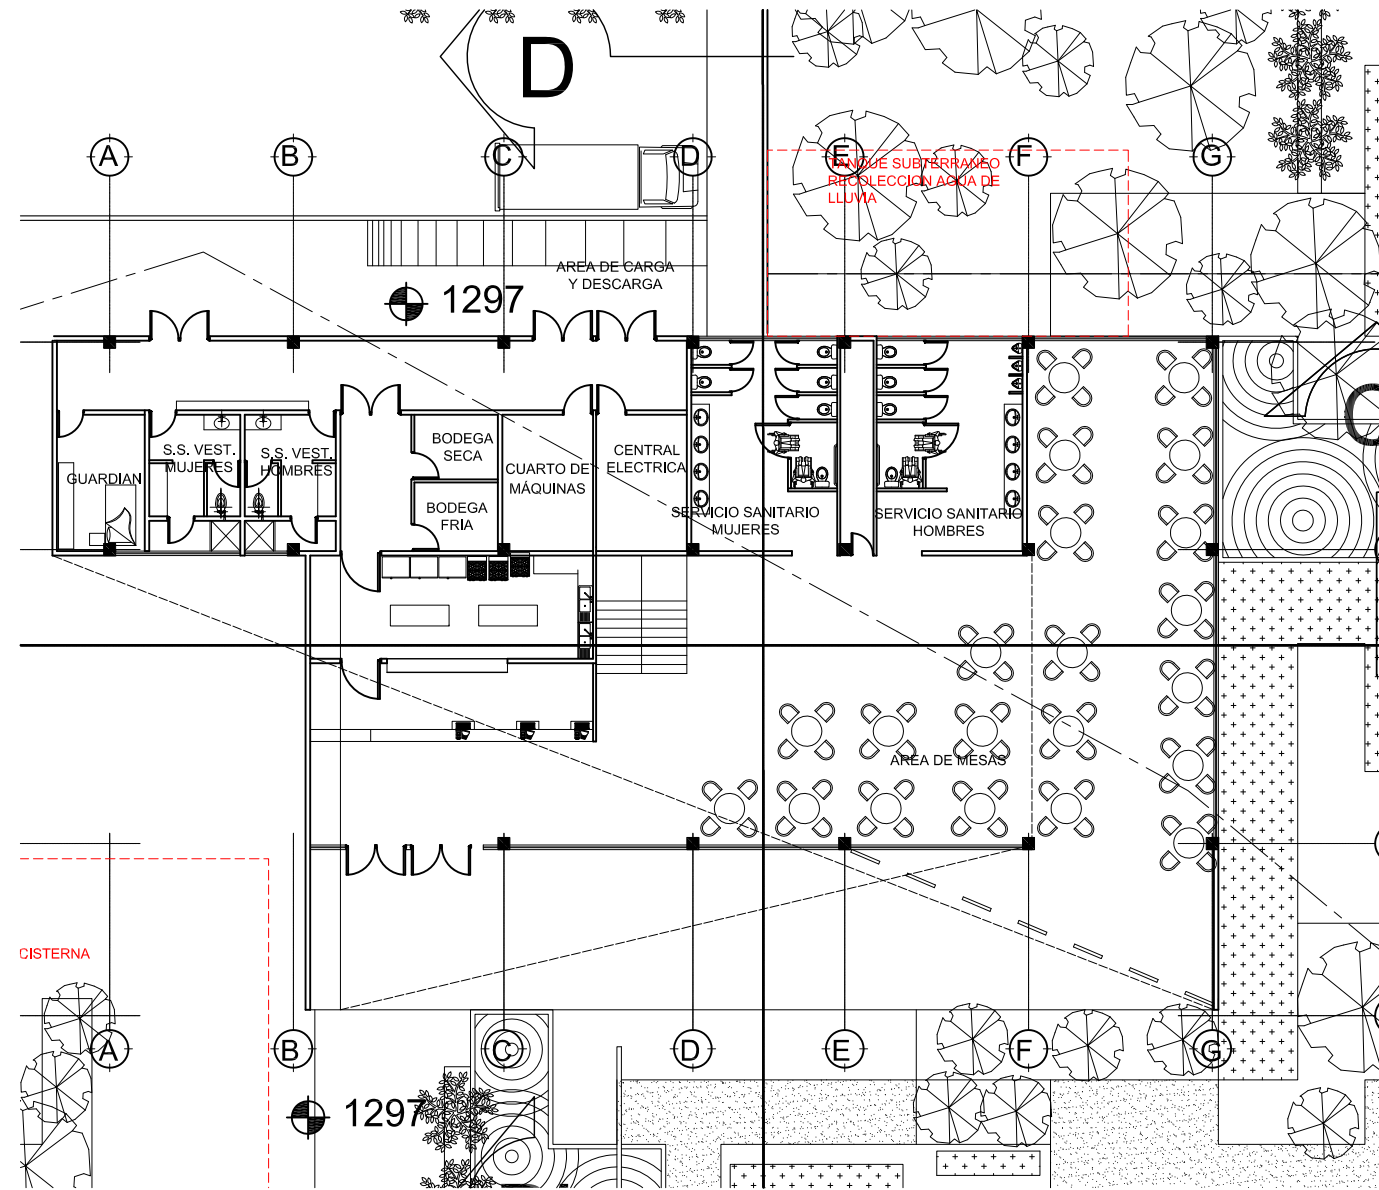 D
A
B
C
D
E
F
G
TANQUE SUBTERRANEO
RECOLECCION AGUA DE
LLUVIA
AREA DE CARGA
Y DESCARGA
1297
S.S. VEST.
MUJERES
S.S. VEST.
HOMBRES
GUARDIAN
BODEGA
SECA
BODEGA
FRIA
CUARTO DE
MÁQUINAS
CENTRAL
ELECTRICA
SERVICIO SANITARIO
MUJERES
SERVICIO SANITARIO
HOMBRES
AREA DE MESAS
CISTERNA
A
B
C
D
E
F
G
1297